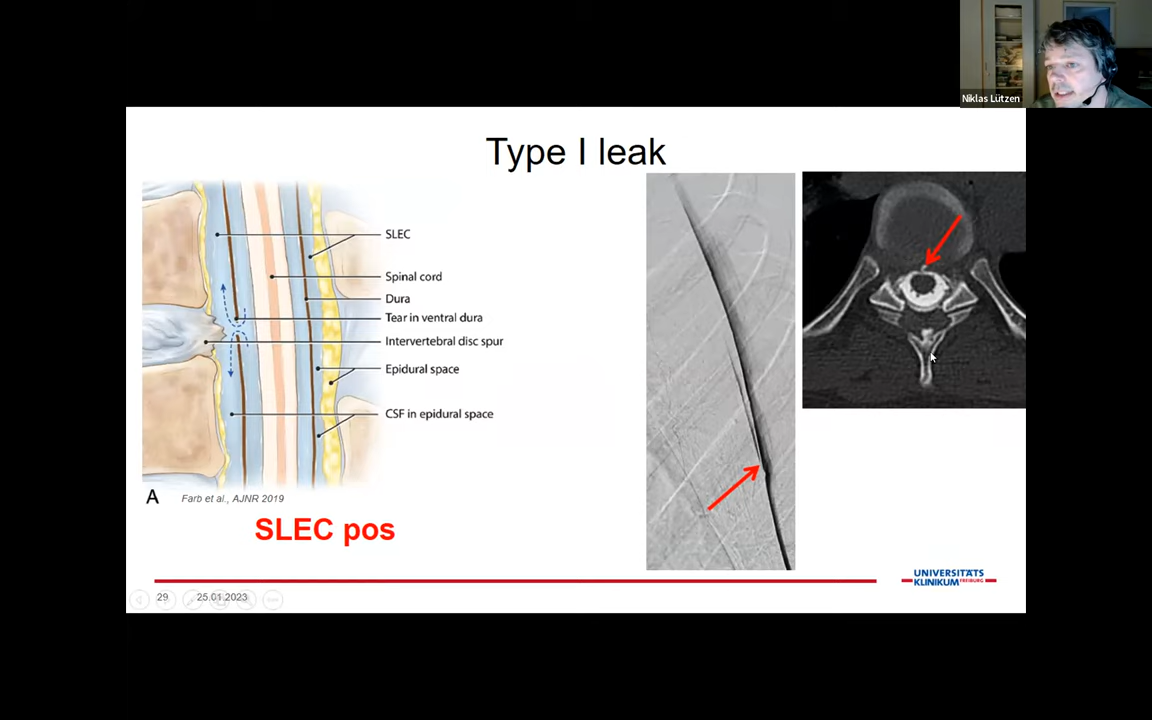 Niklas Lützen
Type I leak
SLEC
Spinal cord
Dura
Tear in ventral dura
Intervertebral disc spur
Epidural space
CSF in epidural space
A
Farb et al., AJNR 2019
SLEC pos
UNIVERSITÄTS
KLINIKUM FREIBURG
29
25.01.2023